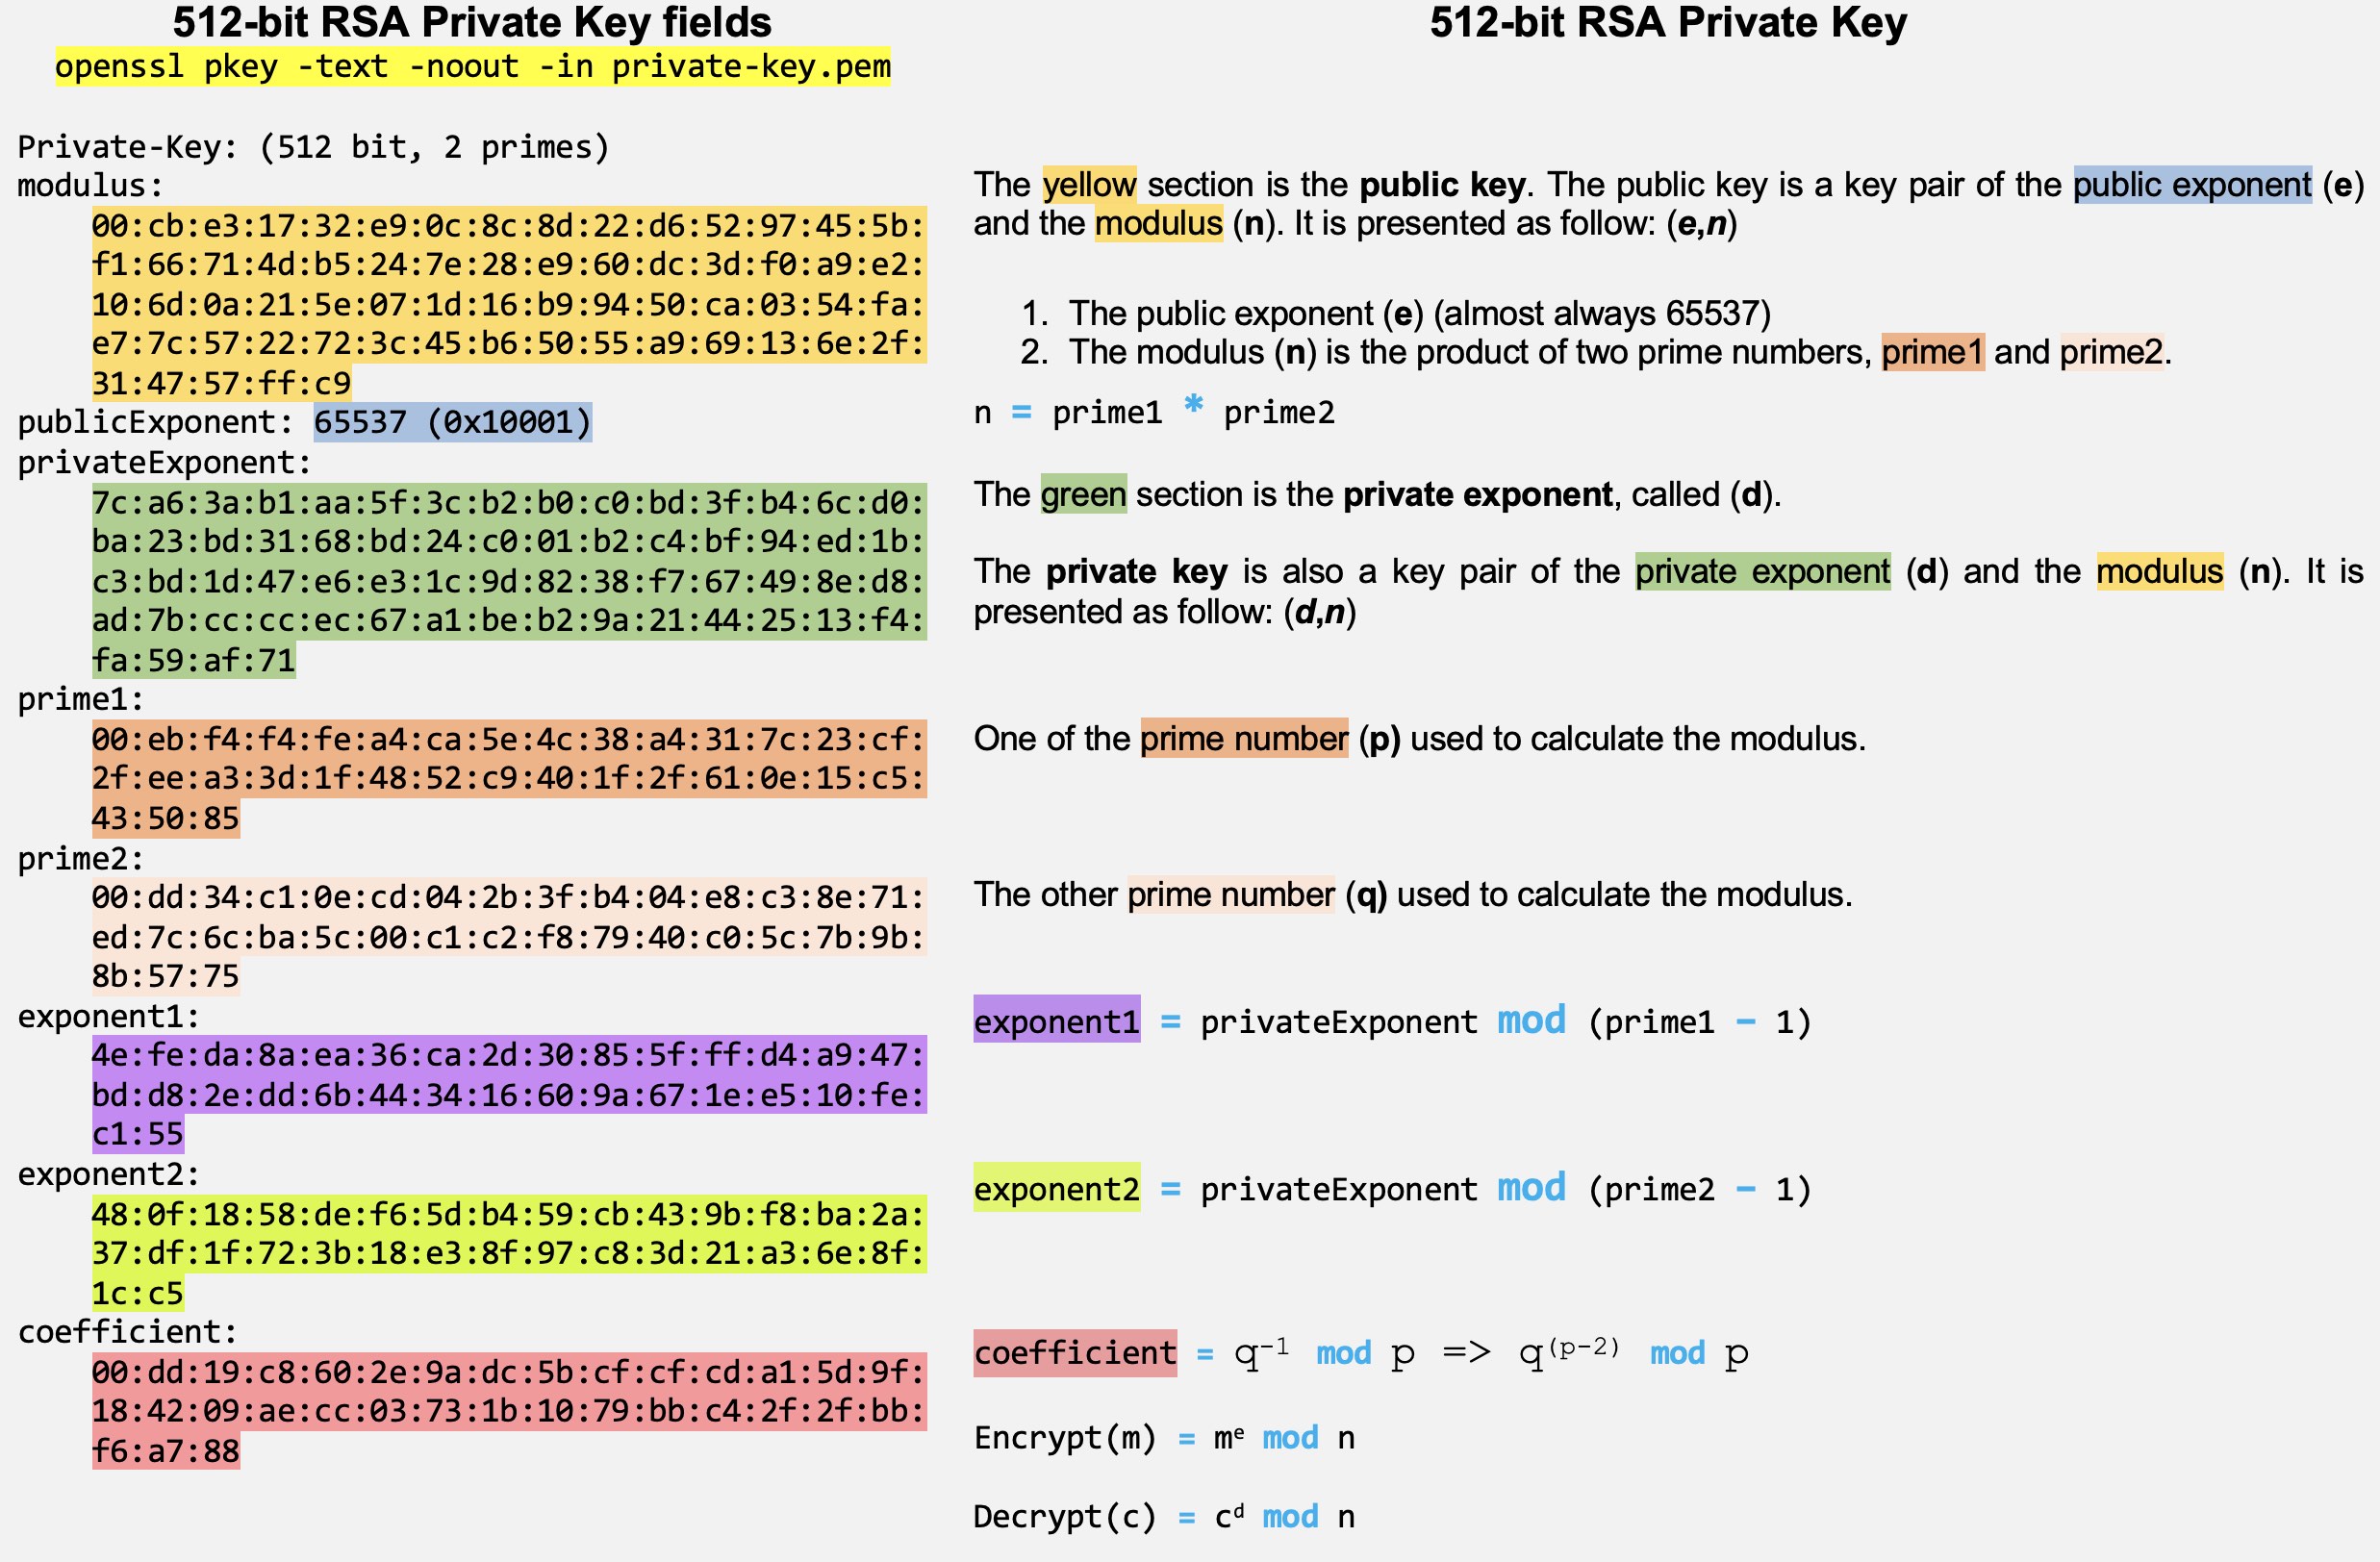 512-bit RSA Private Key fields
openssl pkey -text -noout -in private-key.pem
Private-Key: (512 bit, 2 primes)
modulus:
00:cb:e3:17:32:e9:0c:8c:8d:22:d6:52:97:45:5b:
f1:66:71:4d:b5:24:7e:28:e9:60:dc:3d:f0:a9:e2:
10:6d:0a:21:5e:07:1d:16:b9:94:50:ca:03:54:fa:
e7:7c:57:22:72:3c:45:b6:50:55:a9:69:13:6e:2f:
31:47:57:ff:c9
publicExponent: 65537 (0x10001)
privateExponent:
7c:a6:3a:b1:aa:5f:3c:b2:b0:c0:bd:3f:b4:6c:d0:
ba:23:bd:31:68:bd:24:c0:01:b2:c4:bf:94:ed:1b:
c3:bd:1d:47:e6:e3:1c:9d:82:38:f7:67:49:8e:d8:
ad:7b:cc:cc:ec:67:a1:be:b2:9a:21:44:25:13:f4:
fa:59:af:71
prime1:
00:eb:f4:f4:fe:a4:ca:5e:4c:38:a4:31:7c:23:cf:
2f:ee:a3:3d:1f:48:52:c9:40:1f:2f:61:0e:15:c5:
43:50:85
prime2:
00:dd:34:c1:0e:cd:04:2b:3f:b4:04:e8:c3:8e:71:
ed:7c:6c:ba:5c:00:c1:c2:f8:79:40:c0:5c:7b:9b:
8b:57:75
exponent1:
4e:fe:da:8a:ea:36:ca:2d:30:85:5f:ff:d4:a9:47:
bd:d8:2e:dd:6b:44:34:16:60:9a:67:1e:e5:10:fe:
c1:55
exponent2:
48:0f:18:58:de:f6:5d:b4:59:cb:43:9b:f8:ba:2a:
37:df:1f:72:3b:18:e3:8f:97:c8:3d:21:a3:6e:8f:
1c:c5
coefficient:
00:dd:19:c8:60:2e:9a:dc:5b:cf:cf:cd:a1:5d:9f:
18:42:09:ae:cc:03:73:1b:10:79:bb:c4:2f:2f:bb:
f6:a7:88
512-bit RSA Private Key
The yellow section is the public key. The public key is a key pair of the public exponent (e)
and the modulus (n). It is presented as follow: (e,n)
1. The public exponent (e) (almost always 65537)
2. The modulus (n) is the product of two prime numbers, prime1 and prime2.
n = prime1 * prime2
The green section is the private exponent, called (d).
The private key is also a key pair of the private exponent (d) and the modulus (n). It is
presented as follow: (d,n)
One of the prime number (p) used to calculate the modulus.
The other prime number (q) used to calculate the modulus.
exponent1 = privateExponent mod (prime1 − 1)
exponent2 = privateExponent mod (prime2 − 1)
coefficient = q⁻¹ mod p => q⁽ᵖ⁻²⁾ mod p
Encrypt(m) = mᵉ mod n
Decrypt(c) = cᵈ mod n